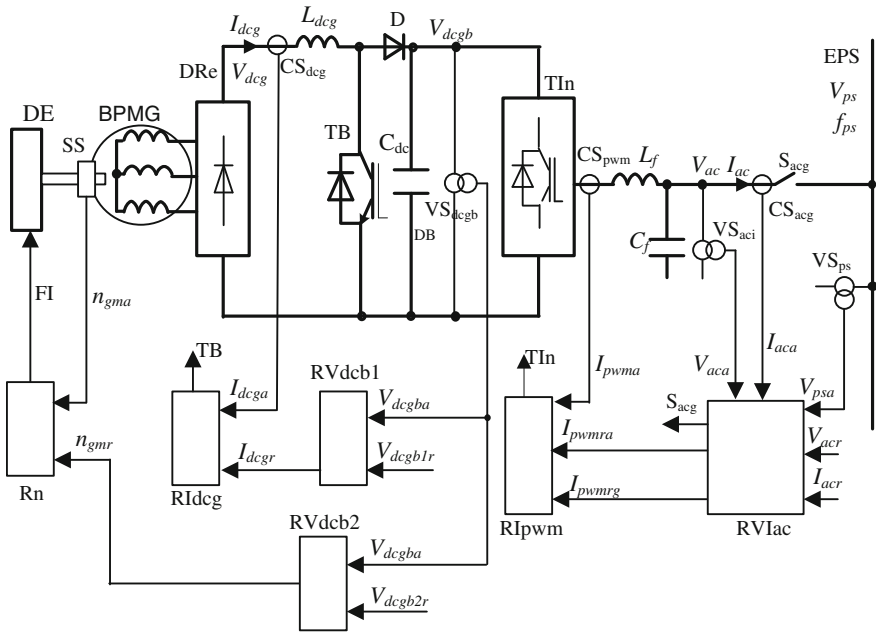 I_dcg
L_dcg
D
V_dcgb
EPS
V_ps
f_ps
DRe
V_dcg
CS_dcg
TIn
DE
BPMG
SS
TB
C_dc
CS_pwm
L_f
V_ac
I_ac
S_acg
CS_acg
VS_dcgb
DB
C_f
VS_aci
VS_ps
FI
n_gma
TB
TIn
I_pwma
V_aca
I_aca
RVdcb1
I_dcga
V_dcgba
V_psa
S_acg
n_gmr
I_dcgr
V_dcgb1r
I_pwmra
V_acr
I_pwmrg
I_acr
Rn
RIdcg
RIpwm
RVIac
RVdcb2
V_dcgba
V_dcgb2r